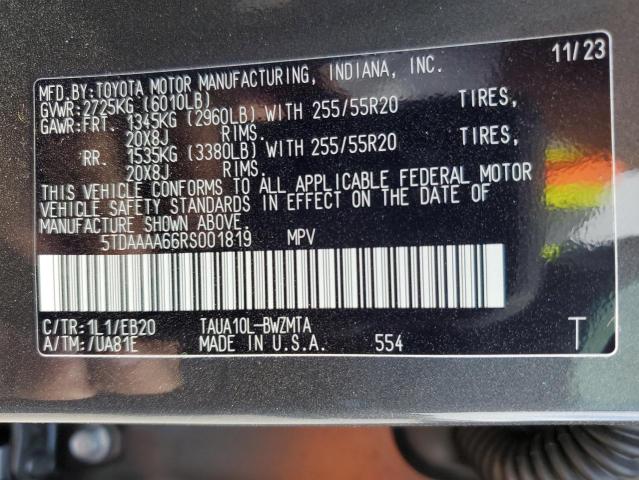 11/23
MFD.BY:TOYOTA MOTOR MANUFACTURING, INDIANA, INC.
GVWR:2725KG (6010LB)
GAWR:FRT. 1345KG (2960LB) WITH 255/55R20 TIRES,
20X8J RIMS.
RR. 1535KG (3380LB) WITH 255/55R20 TIRES,
20X8J RIMS.
THIS VEHICLE CONFORMS TO ALL APPLICABLE FEDERAL MOTOR
VEHICLE SAFETY STANDARDS IN EFFECT ON THE DATE OF
MANUFACTURE SHOWN ABOVE.
5TDAAAA66RS001819 MPV
C/TR:1L1/EB20 TAUA10L-BWZMTA
A/TM:/UA81E MADE IN U.S.A. 554 T